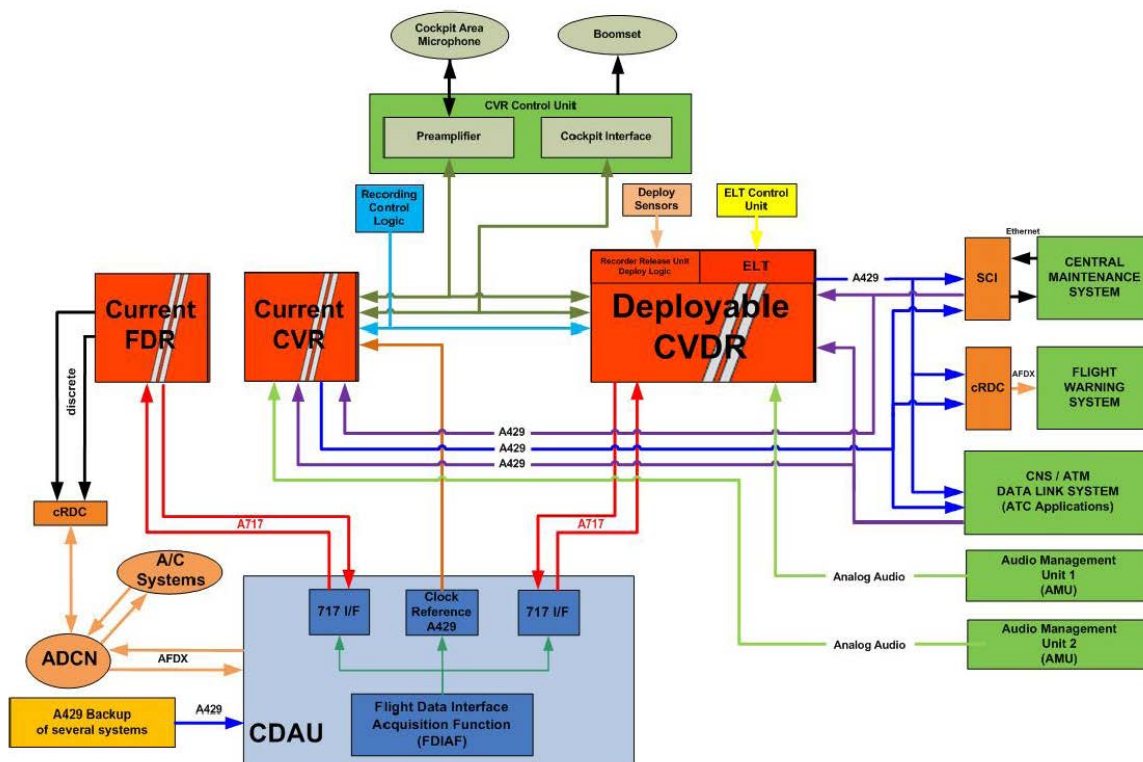 Cockpit Area
Microphone
Boomset
CVR Control Unit
Preamplifier
Cockpit Interface
Recording
Control
Logic
Deploy
Sensors
ELT Control
Unit
Recorder Release Unit
Deploy Logic
ELT
Deployable
CVDR
Current
FDR
Current
CVR
A429
SCI
Ethernet
CENTRAL
MAINTENANCE
SYSTEM
cRDC
AFDX
FLIGHT
WARNING
SYSTEM
discrete
A429
A429
A429
CNS / ATM
DATA LINK SYSTEM
(ATC Applications)
cRDC
A717
A717
A/C
Systems
Analog Audio
Audio Management
Unit 1
(AMU)
717 I/F
Clock
Reference
A429
717 I/F
ADCN
AFDX
Analog Audio
Audio Management
Unit 2
(AMU)
A429 Backup
of several systems
A429
CDAU
Flight Data Interface
Acquisition Function
(FDIAF)